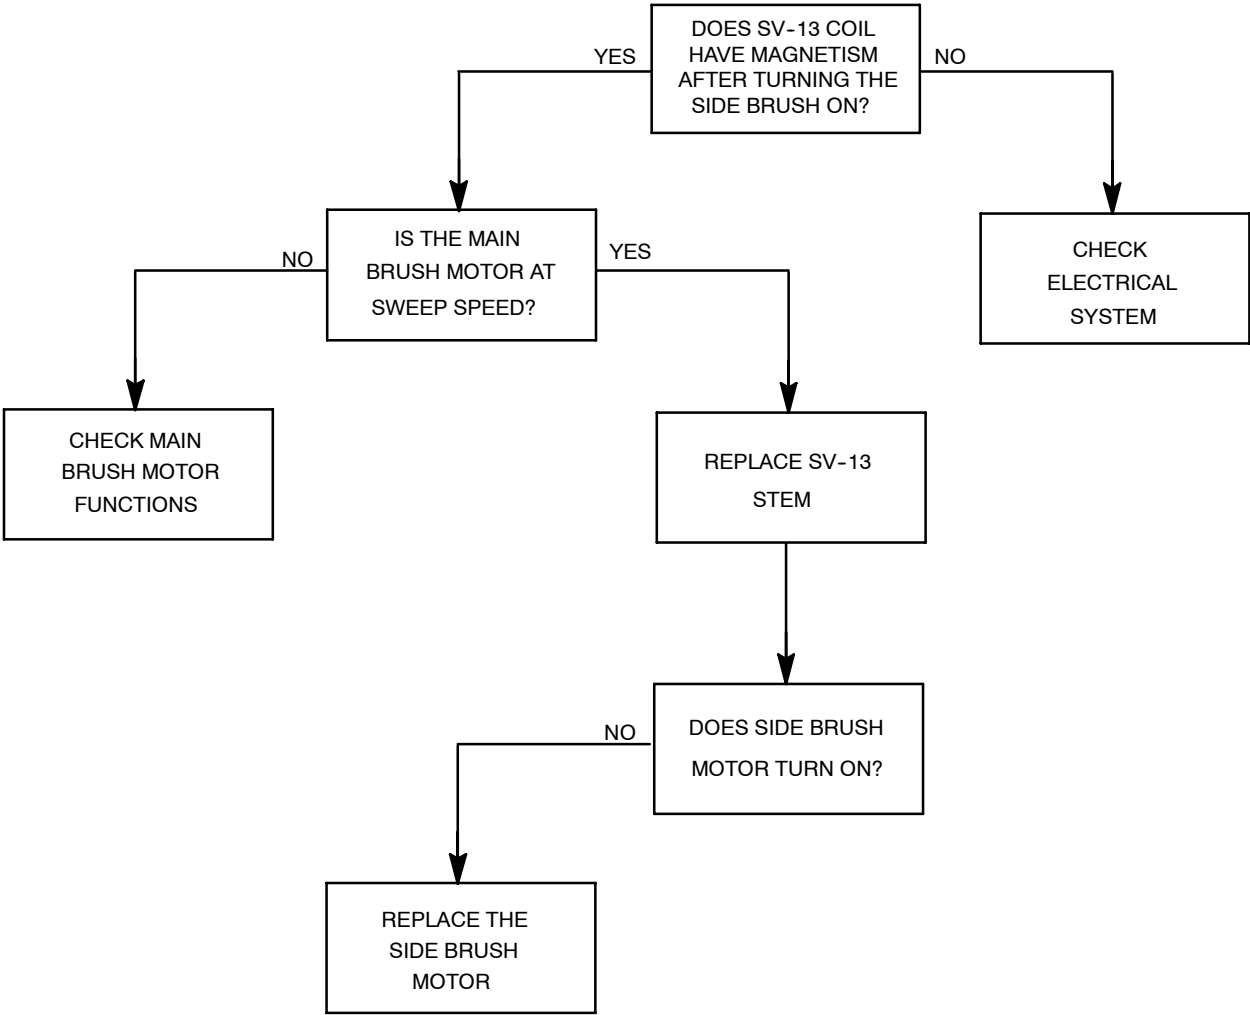 DOES SV-13 COIL
HAVE MAGNETISM
AFTER TURNING THE
SIDE BRUSH ON?
YES
NO
IS THE MAIN
BRUSH MOTOR AT
SWEEP SPEED?
NO
YES
CHECK
ELECTRICAL
SYSTEM
CHECK MAIN
BRUSH MOTOR
FUNCTIONS
REPLACE SV-13
STEM
DOES SIDE BRUSH
MOTOR TURN ON?
NO
REPLACE THE
SIDE BRUSH
MOTOR